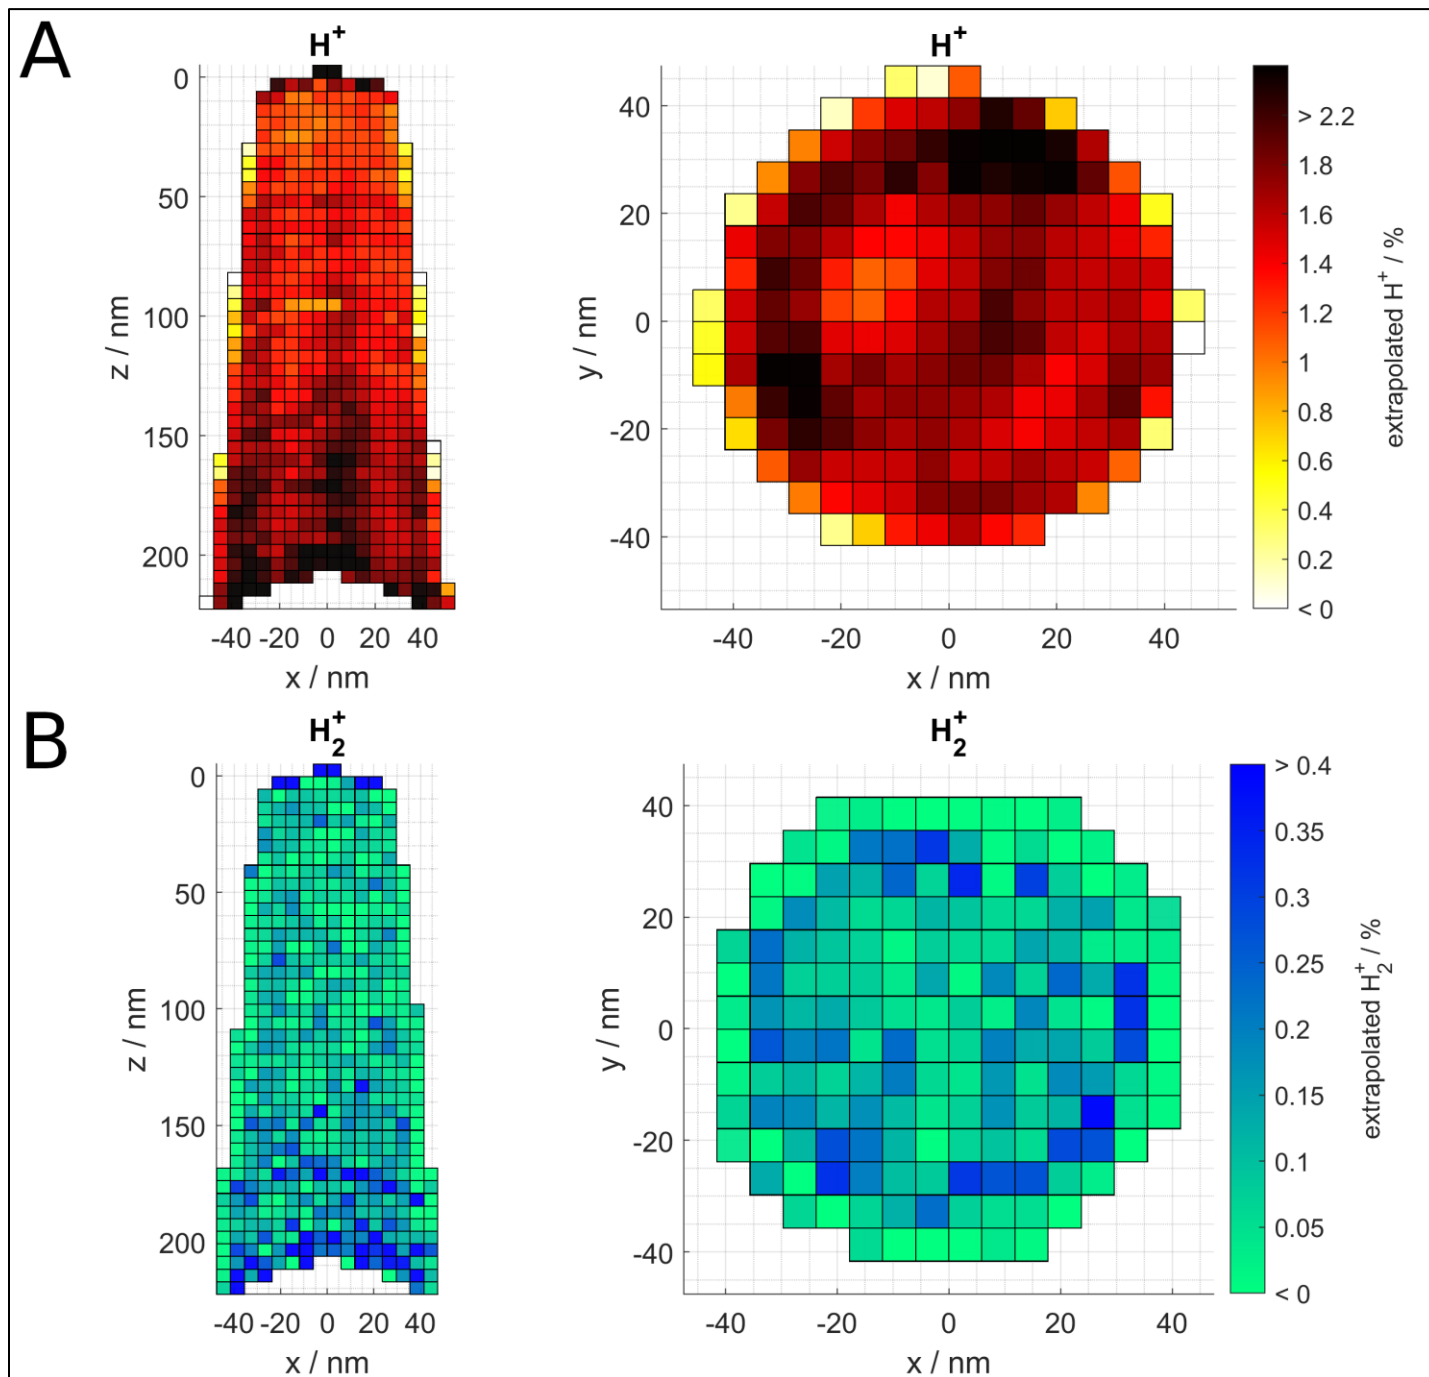 A
H+
H+
0
50
100
150
200
z / nm
-40 -20 0 20 40
x / nm
40
20
0
-20
-40
y / nm
-40 -20 0 20 40
x / nm
> 2.2
1.8
1.6
1.4
1.2
1
0.8
0.6
0.4
0.2
< 0
extrapolated H+ / %
B
H2+
H2+
0
50
100
150
200
z / nm
-40 -20 0 20 40
x / nm
40
20
0
-20
-40
y / nm
-40 -20 0 20 40
x / nm
> 0.4
0.35
0.3
0.25
0.2
0.15
0.1
0.05
< 0
extrapolated H2+ / %